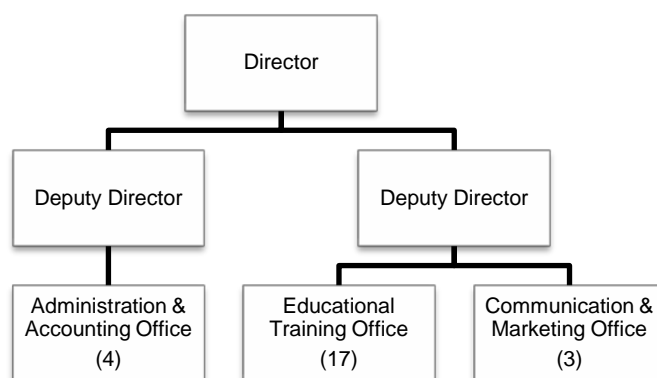 Director
Deputy Director
Deputy Director
Administration &
Accounting Office
(4)
Educational
Training Office
(17)
Communication &
Marketing Office
(3)